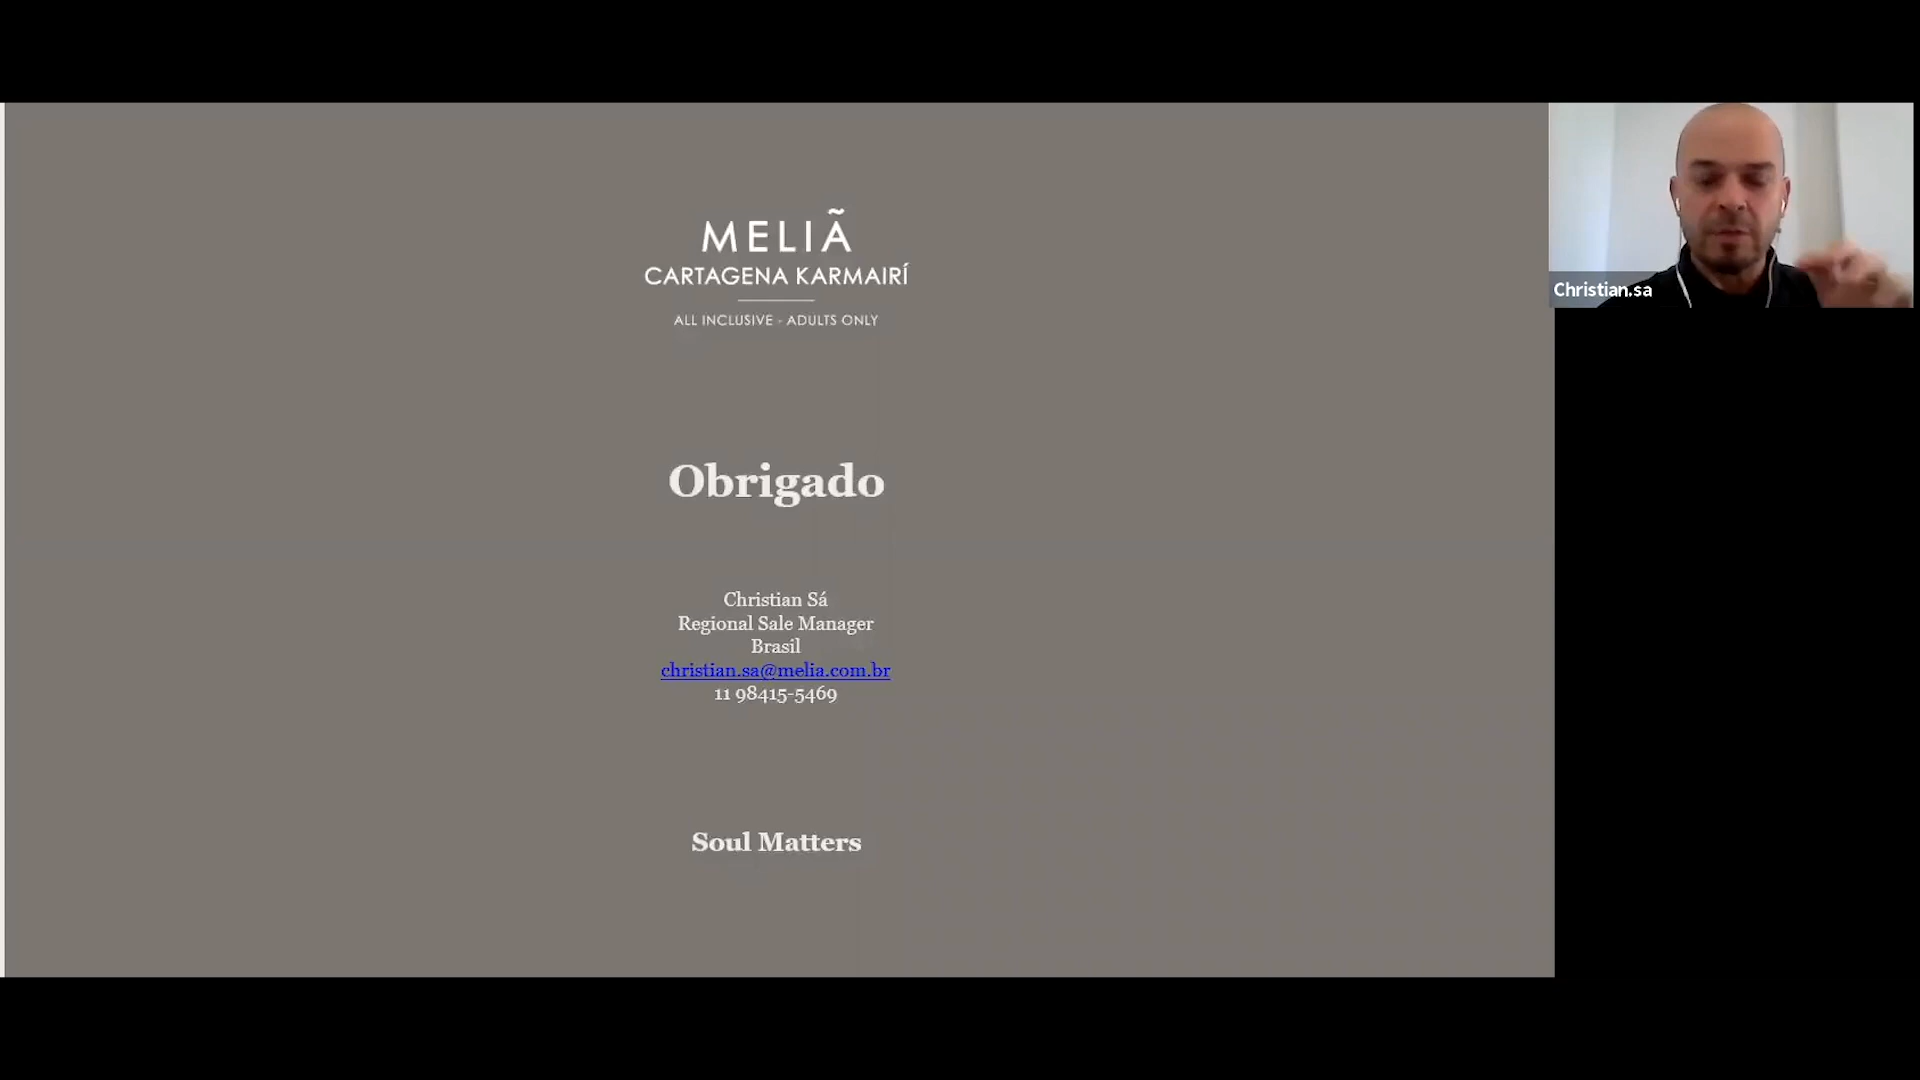 MELIÃ
CARTAGENA KARMAIRÍ
ALL INCLUSIVE - ADULTS ONLY
Obrigado
Christian Sá
Regional Sale Manager
Brasil
christian.sa@melia.com.br
11 98415-5469
Soul Matters
Christian.sa